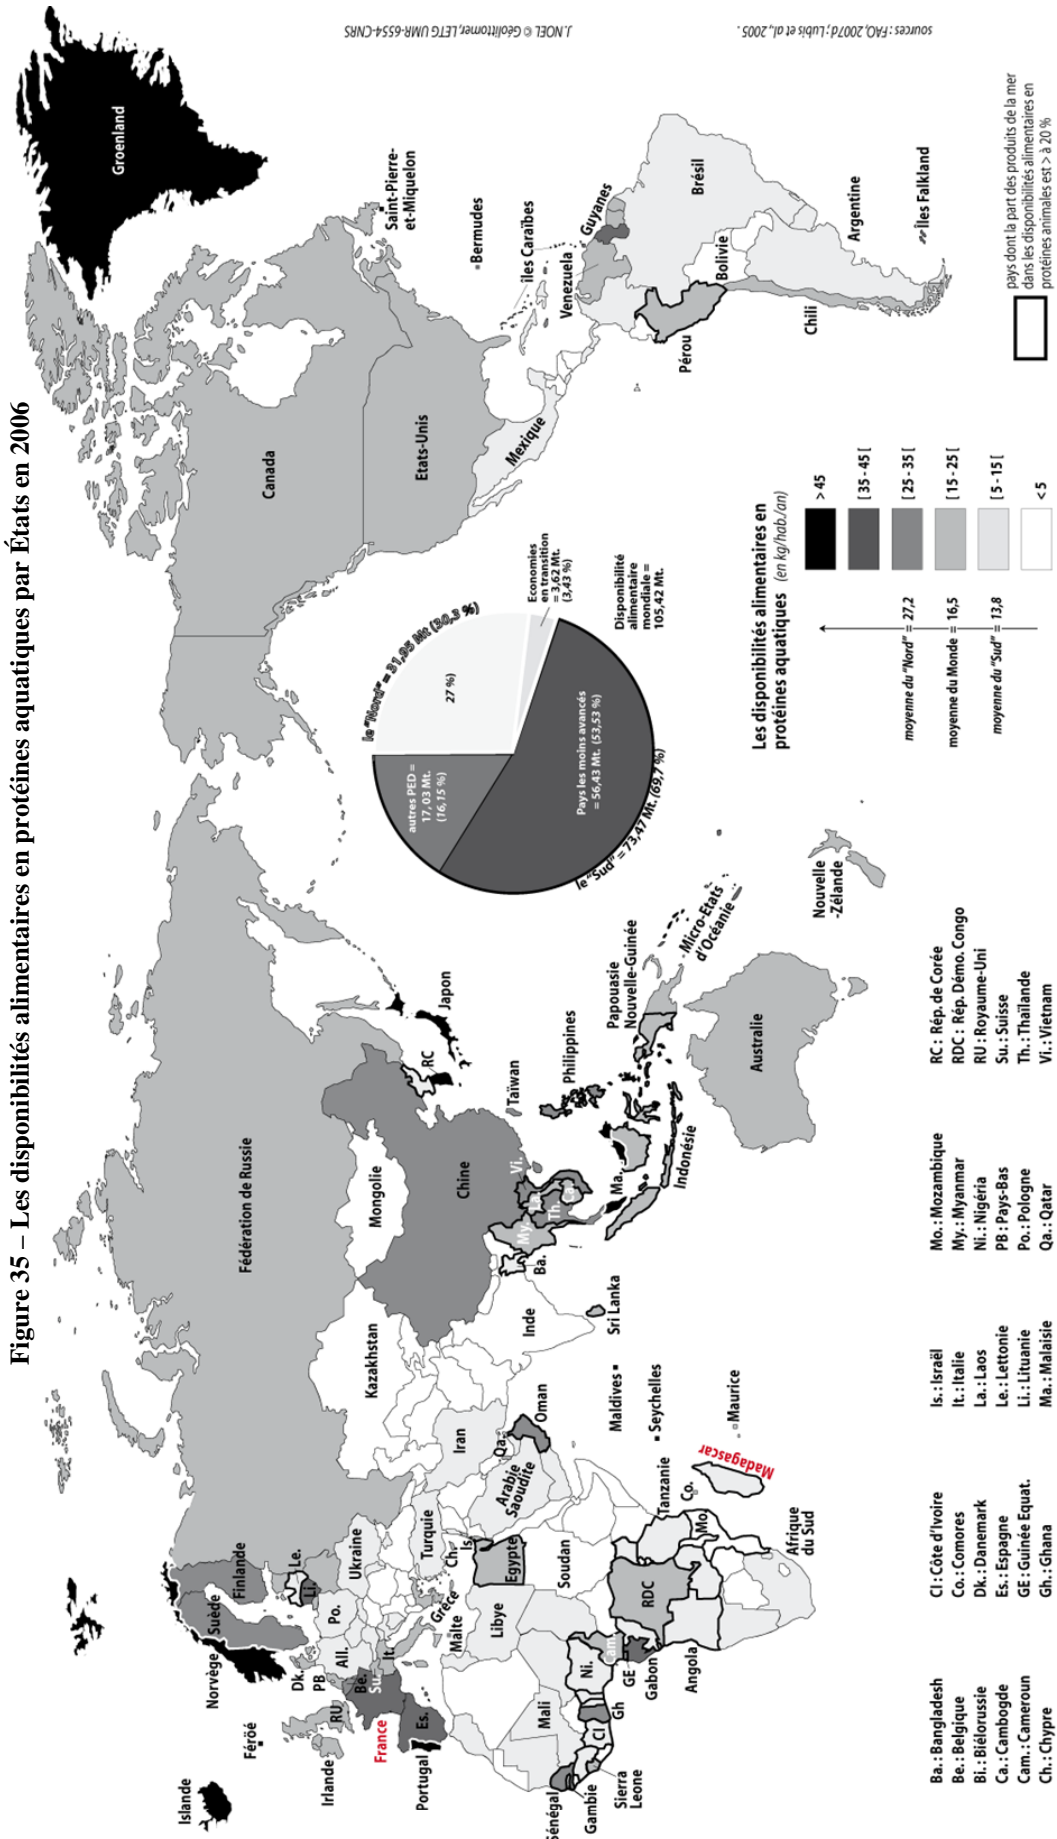 Figure 35 – Les disponibilités alimentaires en protéines aquatiques par États en 2006
Groenland
Islande
Féroé
Norvège
Suède
Finlande
Fédération de Russie
Canada
Saint-Pierre-
et-Miquelon
Irlande
RU
Dk.
PB
Le.
Li.
Po.
All.
Be.
Su.
It.
Ukraine
Kazakhstan
Mongolie
Etats-Unis
Bermudes
France
Portugal
Es.
Grèce
Malte
Turquie
Ch.
Is.
Iran
Chine
RC
Japon
Mexique
îles Caraïbes
Libye
Egypte
Arabie
Saoudite
Qa.
Oman
Inde
Ba.
My.
La.
Th.
Ca.
Vi.
Taïwan
Philippines
Venezuela
Guyanes
Mali
Soudan
Sénégal
Gambie
Sierra
Leone
CI
Gh
Ni.
Cam.
GE
Gabon
RDC
Angola
Tanzanie
Mo.
Co.
Madagascar
Maurice
Seychelles
Maldives
Sri Lanka
Ma.
Indonésie
Papouasie
Nouvelle-Guinée
Micro-Etats
d'Océanie
Australie
Nouvelle
-Zélande
Afrique
du Sud
Pérou
Brésil
Bolivie
Chili
Argentine
îles Falkland
le "Nord" = 31,95 Mt (30,3 %)
27 %)
Economies
en transition
= 3,62 Mt.
(3,43 %)
autres PED =
17, 03 Mt.
(16,15 %)
Pays les moins avancés
= 56,43 Mt. (53,53 %)
le "Sud" = 73,47 Mt. (69,7 %)
Disponibilité
alimentaire
mondiale =
105,42 Mt.
Les disponibilités alimentaires en
protéines aquatiques (en kg/hab./an)
> 45
[ 35 - 45 [
[ 25 - 35 [
[ 15 - 25 [
[ 5 - 15 [
< 5
moyenne du "Nord" = 27,2
moyenne du Monde = 16,5
moyenne du "Sud" = 13,8
pays dont la part des produits de la mer
dans les disponibilités alimentaires en
protéines animales est > à 20 %
Ba. : Bangladesh
Be. : Belgique
Bi. : Biélorussie
Ca. : Cambogde
Cam. : Cameroun
Ch. : Chypre
CI : Côte d'Ivoire
Co. : Comores
Dk. : Danemark
Es. : Espagne
GE : Guinée Equat.
Gh. : Ghana
Is. : Israël
It. : Italie
La. : Laos
Le. : Lettonie
Li. : Lituanie
Ma. : Malaisie
Mo. : Mozambique
My. : Myanmar
Ni. : Nigéria
PB : Pays-Bas
Po. : Pologne
Qa. : Qatar
RC : Rép. de Corée
RDC : Rép. Démo. Congo
RU : Royaume-Uni
Su. : Suisse
Th. : Thaïlande
Vi. : Vietnam
J. NOEL © Géolittomer, LETG UMR-6554-CNRS
sources : FAO, 2007d ; Lubis et al., 2005.